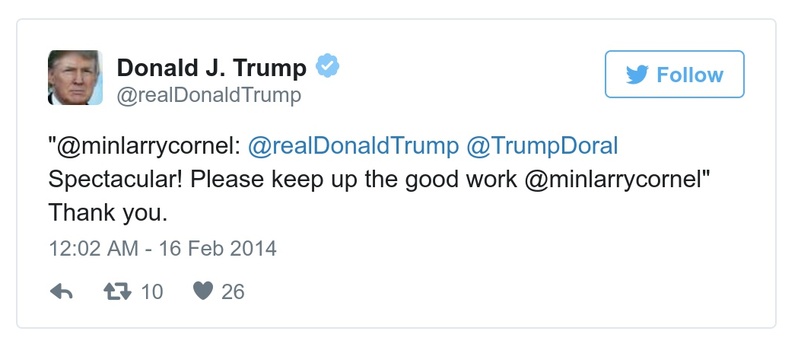 Donald J. Trump
@realDonaldTrump
Follow
"@minlarrycornel: @realDonaldTrump @TrumpDoral
Spectacular! Please keep up the good work @minlarrycornel"
Thank you.
12:02 AM - 16 Feb 2014
10 26